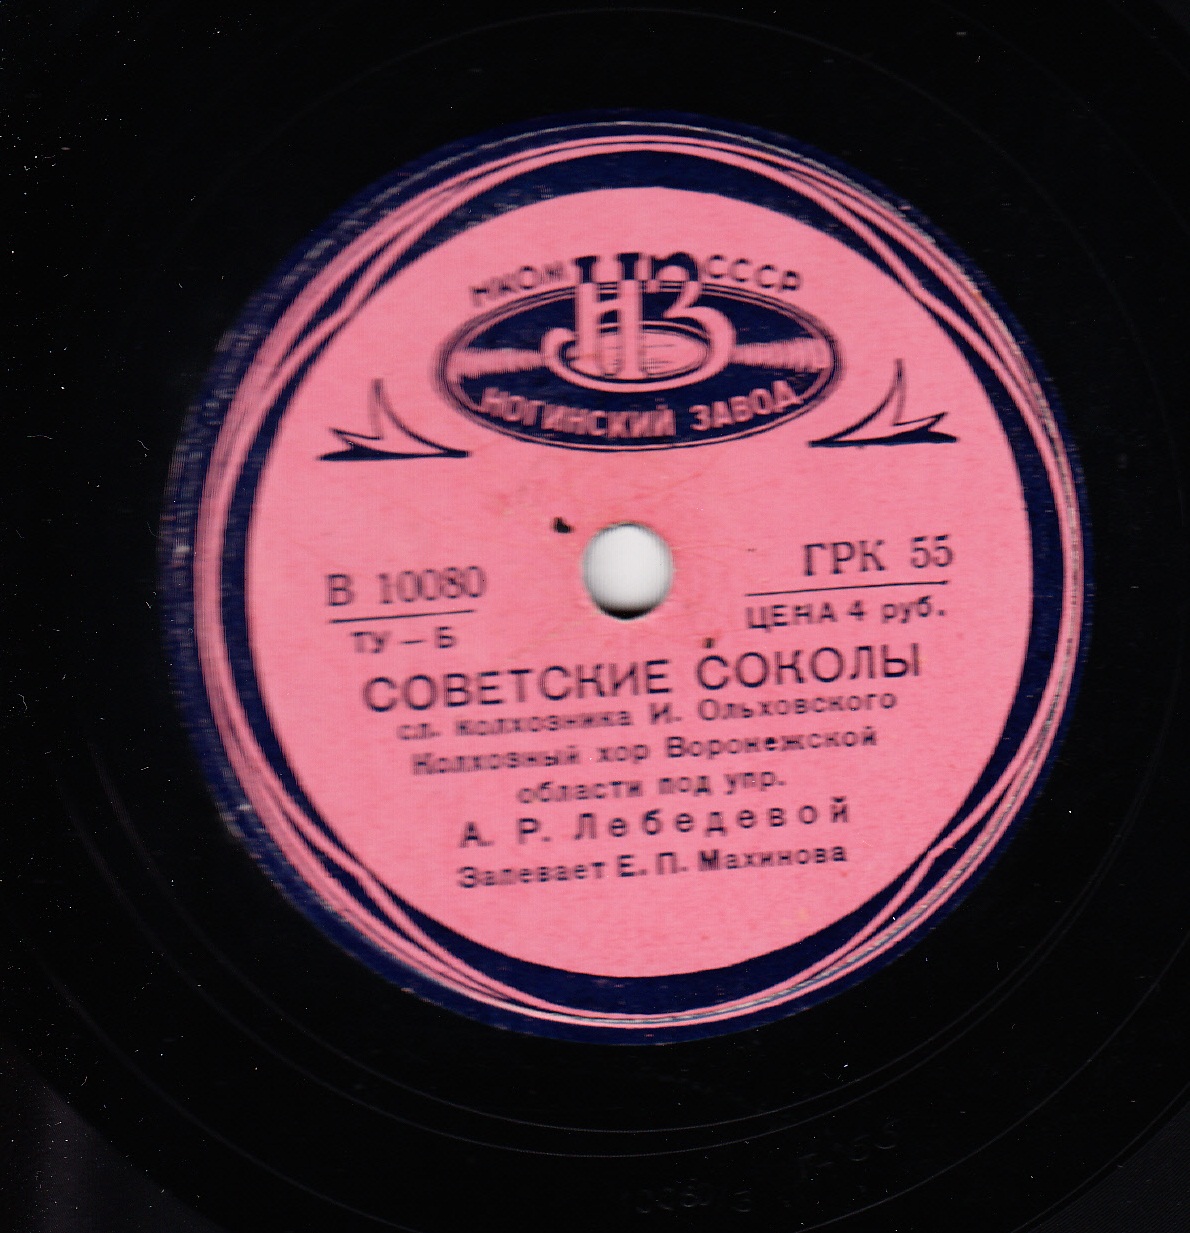 НКОМ СССР
НЗ
НОГИНСКИЙ ЗАВОД
В 10080
ТУ — Б
ГРК 55
ЦЕНА 4 руб.
СОВЕТСКИЕ СОКОЛЫ
сл. колхозника И. Ольховского
Колхозный хор Воронежской
области под упр.
А. Р. Лебедевой
Запевает Е. П. Махинова